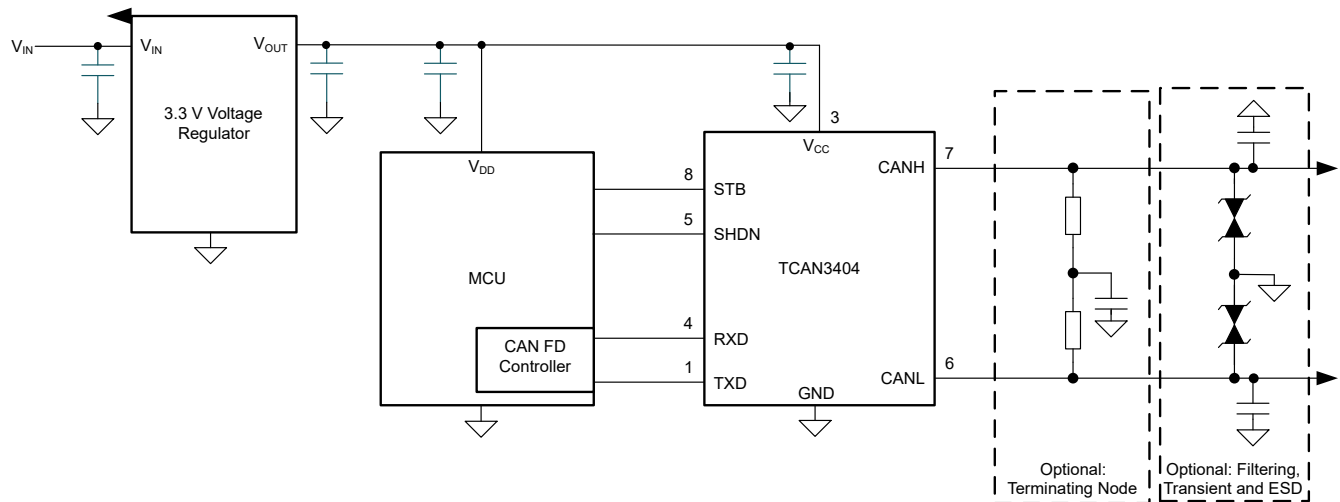 VIN
VIN
VOUT
3.3 V Voltage
Regulator
3
VCC
VDD
CANH
7
8
STB
5
SHDN
MCU
TCAN3404
4
RXD
CAN FD
Controller
1
TXD
CANL
6
GND
Optional:
Terminating Node
Optional: Filtering,
Transient and ESD